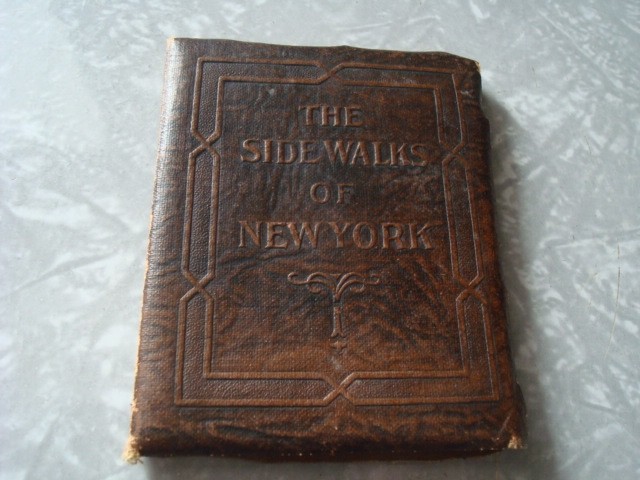 THE
SIDEWALKS
OF
NEW YORK